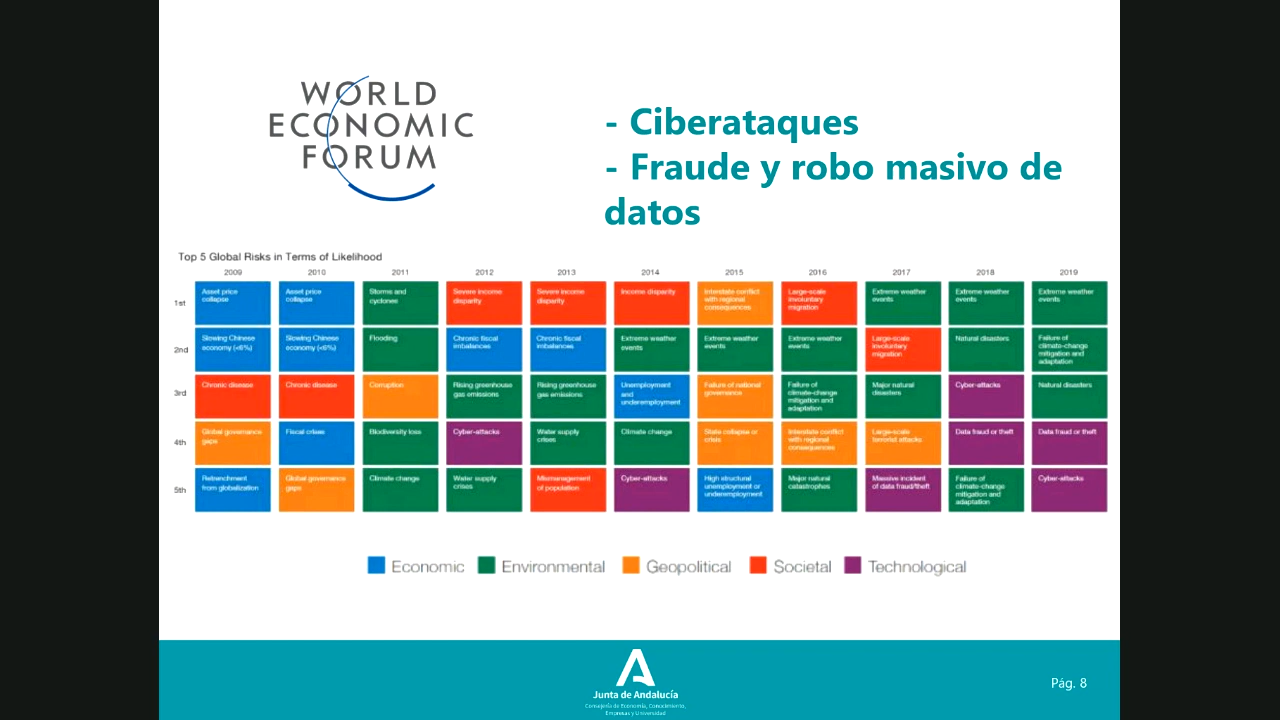 WORLD
ECONOMIC
FORUM
- Ciberataques
- Fraude y robo masivo de
datos
Top 5 Global Risks in Terms of Likelihood
2009 2010 2011 2012 2013 2014 2015 2016 2017 2018 2019
1st
Asset price
collapse
Asset price
collapse
Storms and
cyclones
Severe income
disparity
Severe income
disparity
Income disparity
Interstate conflict
with regional
consequences
Large-scale
involuntary
migration
Extreme weather
events
Extreme weather
events
Extreme weather
events
2nd
Slowing Chinese
economy (<6%)
Slowing Chinese
economy (<6%)
Flooding
Chronic fiscal
imbalances
Chronic fiscal
imbalances
Extreme weather
events
Extreme weather
events
Extreme weather
events
Large-scale
involuntary
migration
Natural disasters
Failure of
climate-change
mitigation and
adaptation
3rd
Chronic disease
Chronic disease
Corruption
Rising greenhouse
gas emissions
Rising greenhouse
gas emissions
Unemployment
and
underemployment
Failure of national
governance
Failure of
climate-change
mitigation and
adaptation
Major natural
disasters
Cyber-attacks
Natural disasters
4th
Global governance
gaps
Fiscal crises
Biodiversity loss
Cyber-attacks
Water supply
crises
Climate change
State collapse or
crisis
Interstate conflict
with regional
consequences
Large-scale
terrorist attacks
Data fraud or theft
Data fraud or theft
5th
Retrenchment
from globalization
Global governance
gaps
Climate change
Water supply
crises
Mismanagement
of population
Cyber-attacks
High structural
unemployment or
underemployment
Major natural
catastrophes
Massive incident
of data fraud/theft
Failure of
climate-change
mitigation and
adaptation
Cyber-attacks
Economic Environmental Geopolitical Societal Technological
Junta de Andalucía
Consejería de Economía, Conocimiento,
Empresas y Universidad
Pág. 8